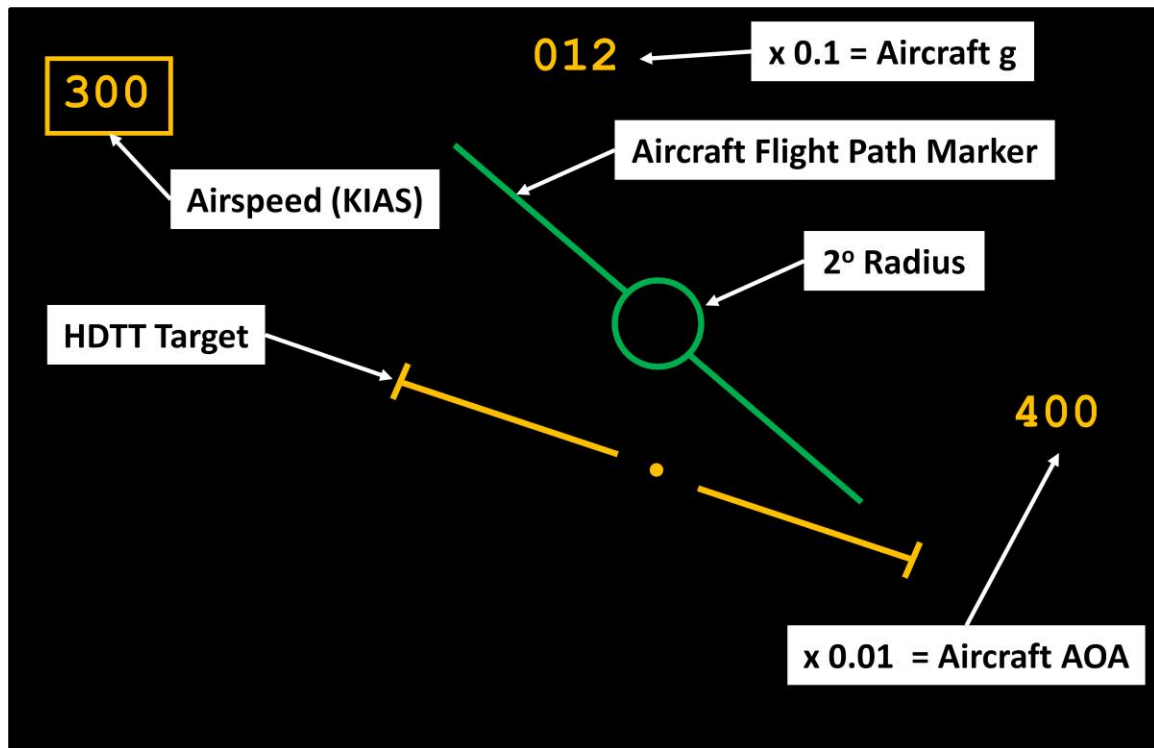 012
x 0.1 = Aircraft g
300
Aircraft Flight Path Marker
Airspeed (KIAS)
2º Radius
HDTT Target
400
x 0.01 = Aircraft AOA